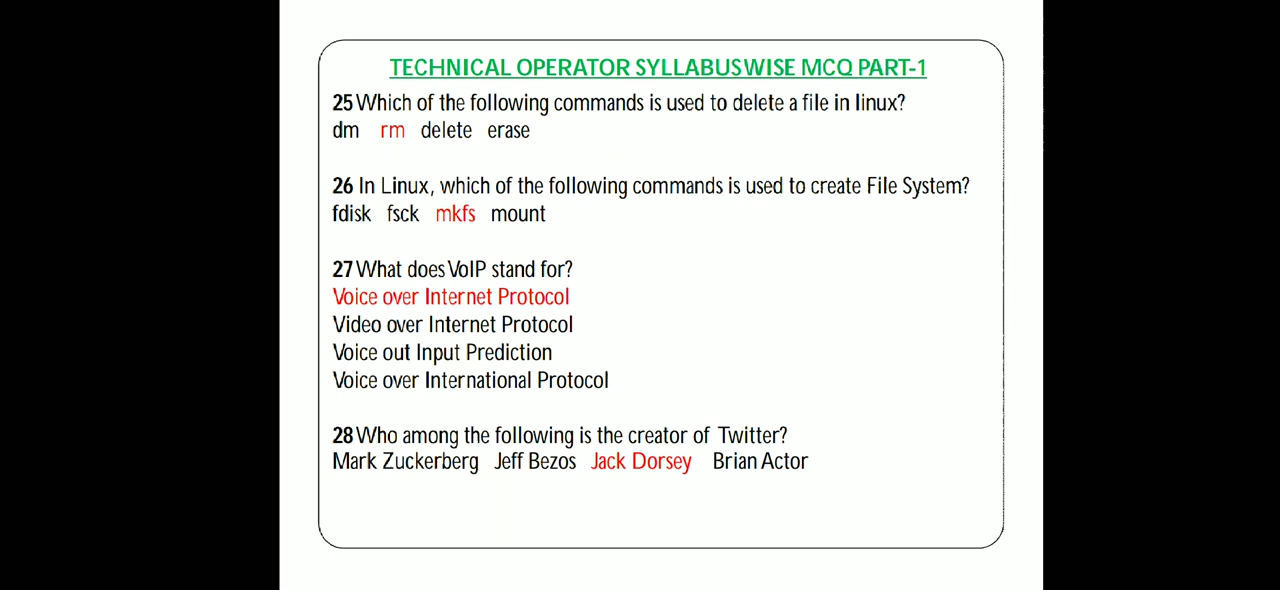 TECHNICAL OPERATOR SYLLABUSWISE MCQ PART-1
25 Which of the following commands is used to delete a file in linux?
dm rm delete erase
26 In Linux, which of the following commands is used to create File System?
fdisk fsck mkfs mount
27 What does VoIP stand for?
Voice over Internet Protocol
Video over Internet Protocol
Voice out Input Prediction
Voice over International Protocol
28 Who among the following is the creator of Twitter?
Mark Zuckerberg Jeff Bezos Jack Dorsey Brian Actor